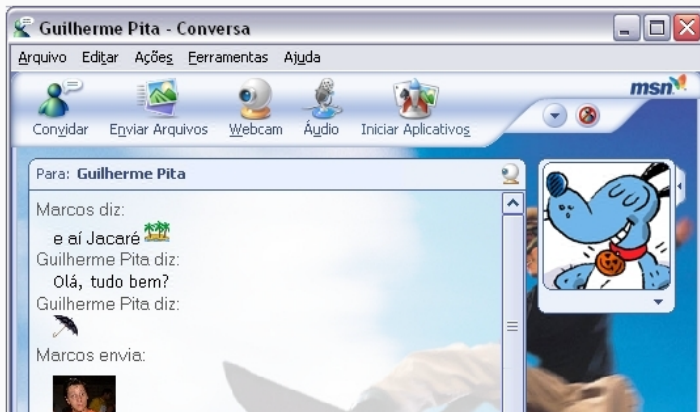 Guilherme Pita - Conversa
Arquivo Editar Ações Ferramentas Ajuda
msn
Convidar Enviar Arquivos Webcam Áudio Iniciar Aplicativos
Para: Guilherme Pita
Marcos diz:
e aí Jacaré
Guilherme Pita diz:
Olá, tudo bem?
Guilherme Pita diz:
Marcos envia: